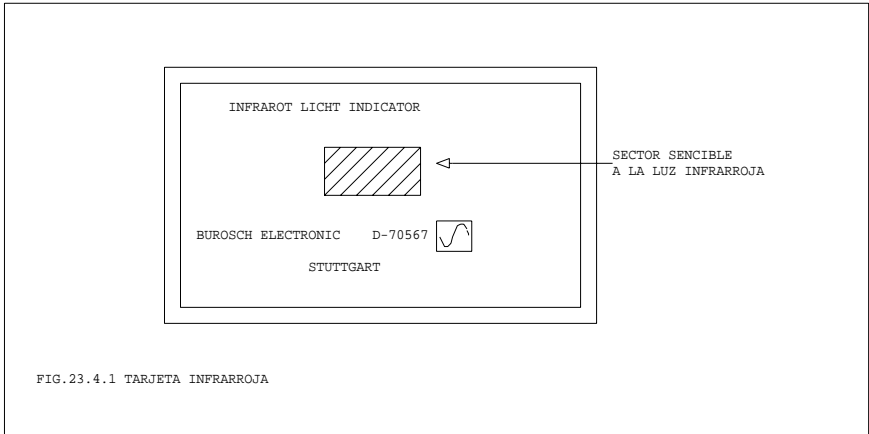 INFRAROT LICHT INDICATOR
SECTOR SENCIBLE
A LA LUZ INFRARROJA
BUROSCH ELECTRONIC D-70567
STUTTGART
FIG.23.4.1 TARJETA INFRARROJA